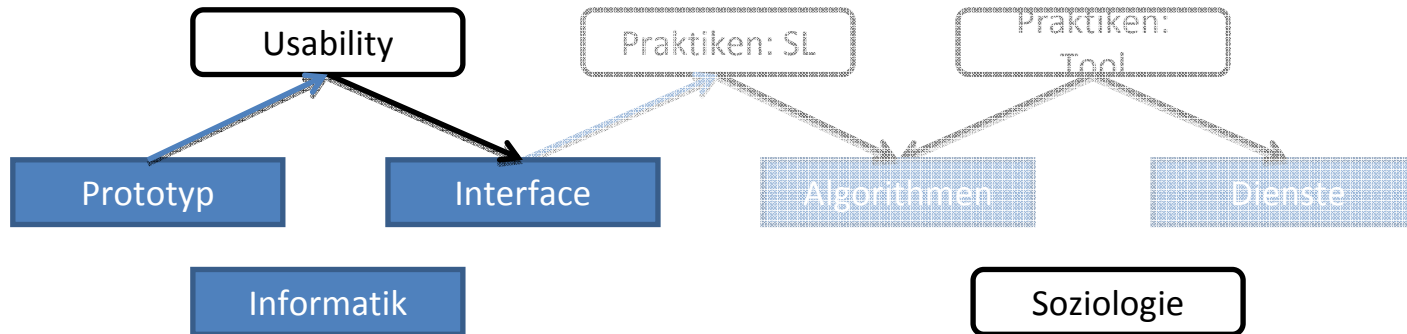 Usability
Praktiken: SL
Praktiken:
Tool
Prototyp
Interface
Algorithmen
Dienste
Informatik
Soziologie